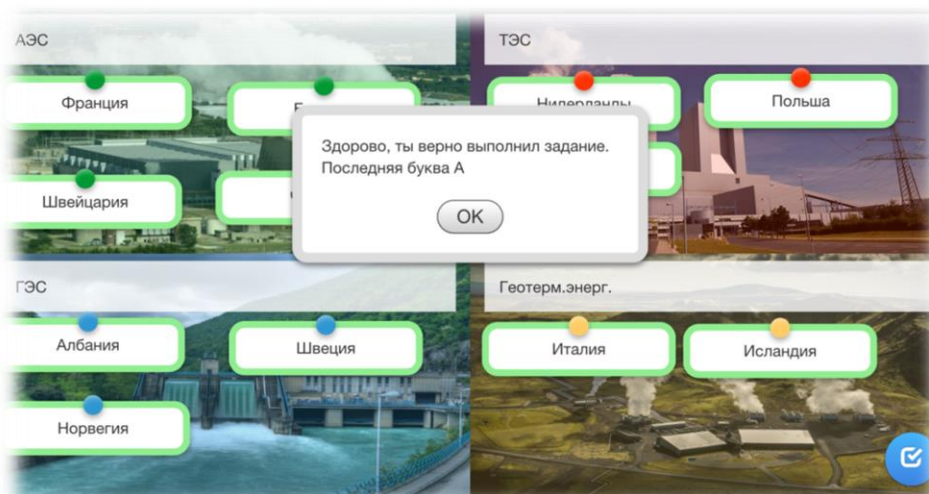 АЭС
ТЭС
Франция
Нидерланды
Польша
Здорово, ты верно выполнил задание.
Последняя буква А
OK
Швейцария
ГЭС
Геотерм.энерг.
Албания
Швеция
Италия
Исландия
Норвегия